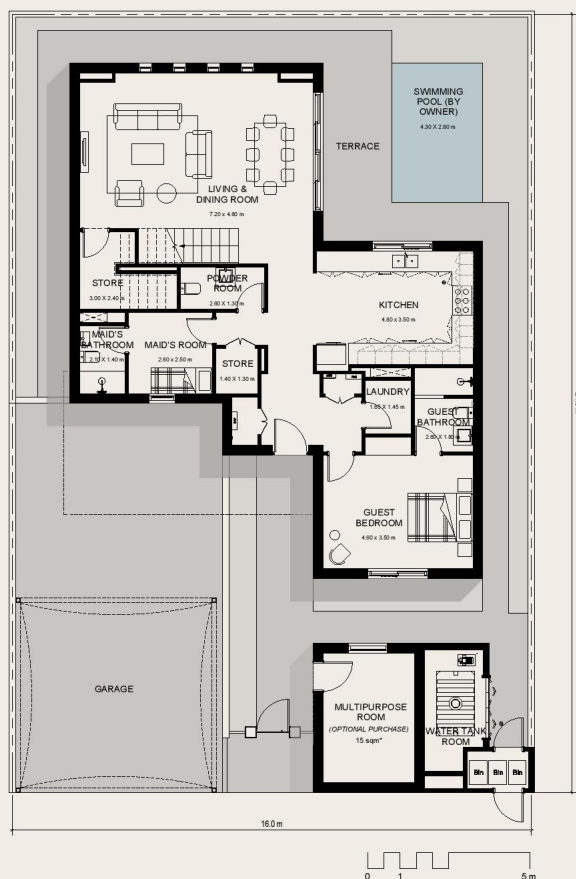 SWIMMING
POOL (BY
OWNER)
4.30 X 2.80 m
TERRACE
LIVING &
DINING ROOM
7.20 x 4.80 m
STORE
3.00 X 2.40 m
POWDER
ROOM
2.60 X 1.30 m
KITCHEN
4.80 x 3.50 m
MAID'S
BATHROOM
2.10 X 1.40 m
MAID'S ROOM
2.60 x 2.50 m
STORE
1.40 X 1.30 m
LAUNDRY
1.65 X 1.45 m
GUEST
BATHROOM
2.60 X 1.80 m
GUEST
BEDROOM
4.60 x 3.50 m
GARAGE
MULTIPURPOSE
ROOM
(OPTIONAL PURCHASE)
15 sqm*
WATER TANK
ROOM
Bin Bin Bin
16.0 m
0 1 5 m